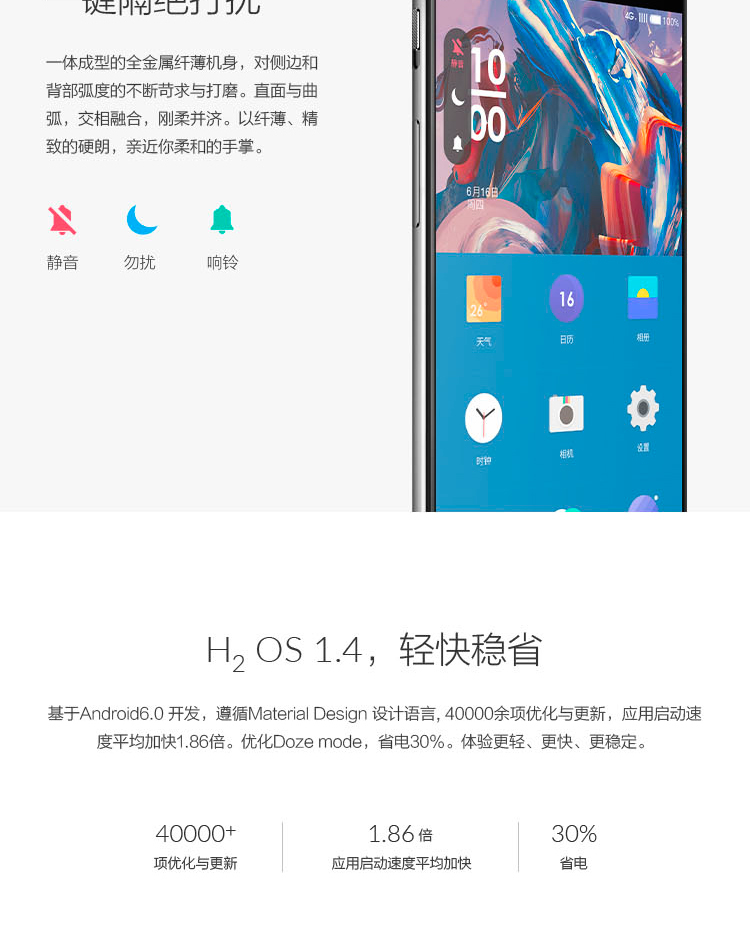 键隔绝打扰
一体成型的全金属纤薄机身，对侧边和
背部弧度的不断苛求与打磨。直面与曲
弧，交相融合，刚柔并济。以纤薄、精
致的硬朗，亲近你柔和的手掌。
静音 勿扰 响铃
4G 100%
静音
10
00
6月16日
周四
26°
16
天气 日历 相册
时钟 相机 设置
H2 OS 1.4，轻快稳省
基于Android6.0 开发，遵循Material Design 设计语言, 40000余项优化与更新，应用启动速
度平均加快1.86倍。优化Doze mode，省电30%。体验更轻、更快、更稳定。
40000+ 1.86 倍 30%
项优化与更新 应用启动速度平均加快 省电